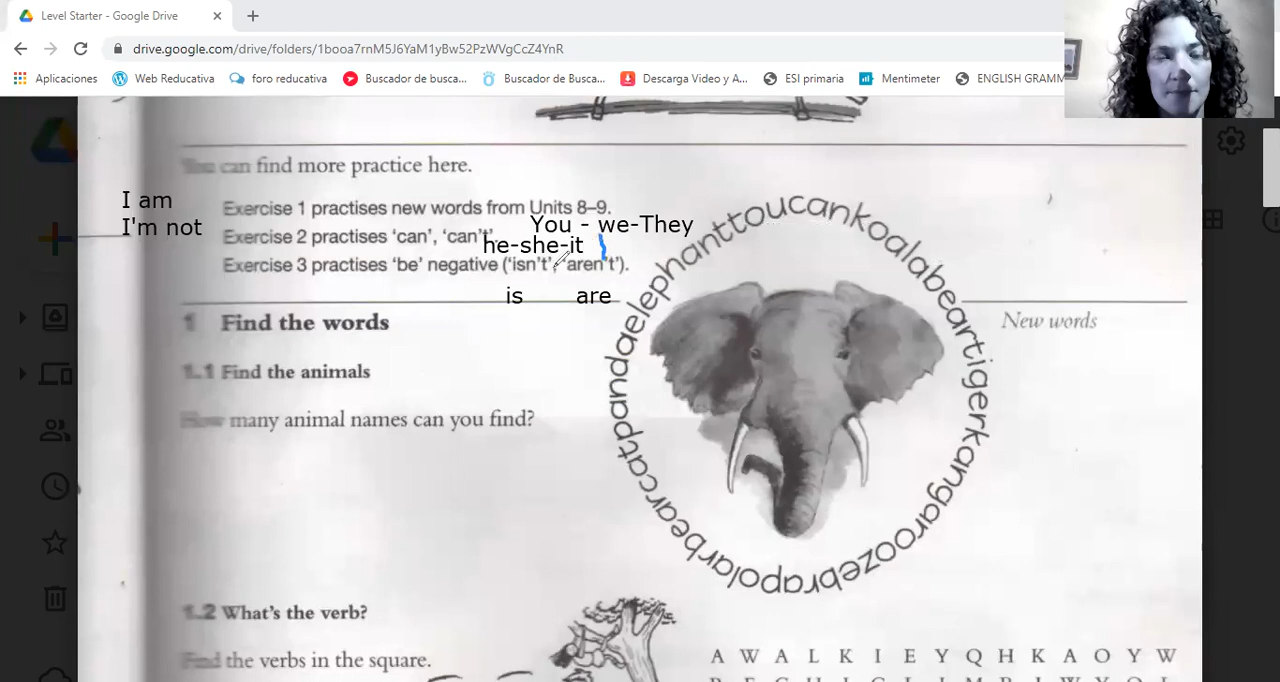 Level Starter - Google Drive
drive.google.com/drive/folders/1booa7rnM5J6YaM1yBw52PzWVgCcZ4YnR
Aplicaciones Web Reducativa foro reducativa Buscador de busca... Buscador de Busca... Descarga Video y A... ESI primaria Mentimeter ENGLISH GRAMM
You can find more practice here.
I am
I'm not
Exercise 1 practises new words from Units 8–9.
You - we-They
Exercise 2 practises 'can', 'can't'
he-she-it
Exercise 3 practises 'be' negative ('isn't', 'aren't').
is are
1 Find the words
New words
1.1 Find the animals
How many animal names can you find?
catpandaelephanttoucankoalabeartigerkangaroozebrapolarbear
1.2 What's the verb?
Find the verbs in the square.
A W A L K I E Y Q H K A O Y W